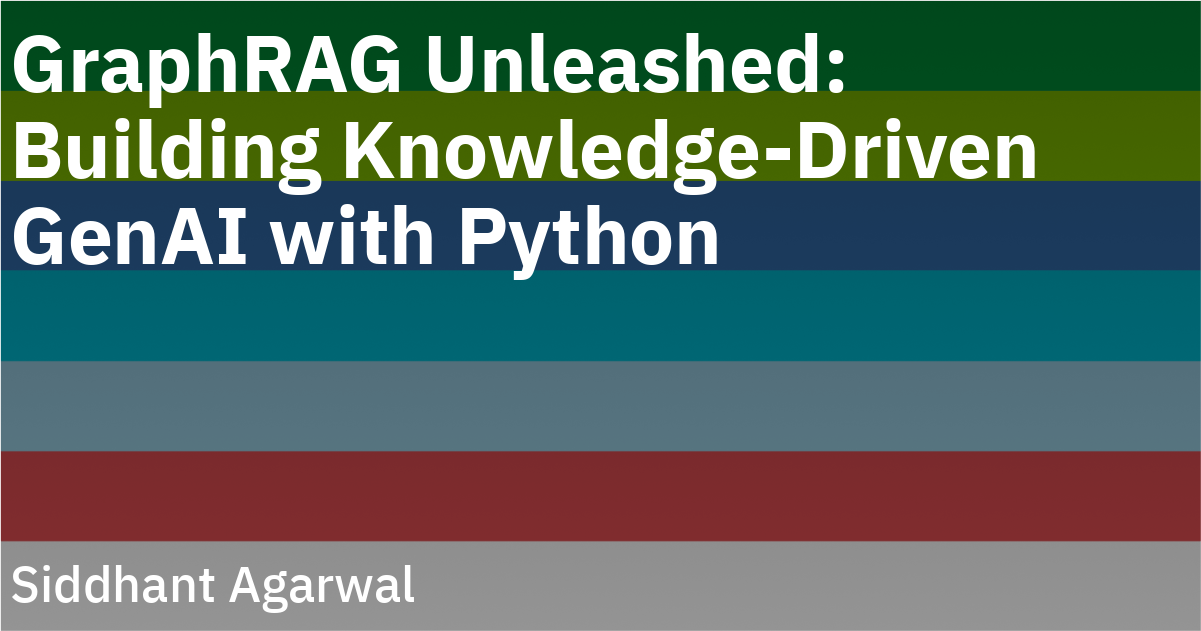 GraphRAG Unleashed:
Building Knowledge-Driven
GenAI with Python
Siddhant Agarwal